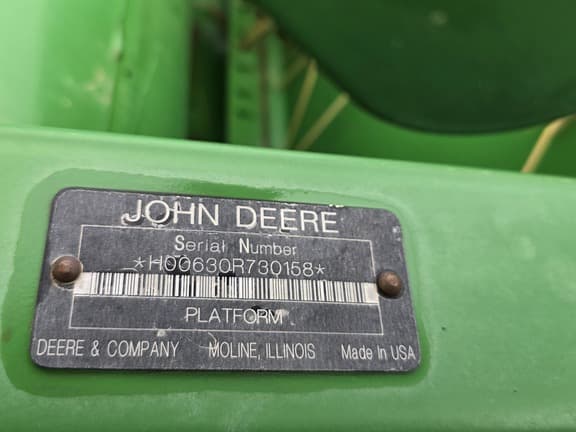 JOHN DEERE
Serial Number
*H00630R730158*
PLATFORM
DEERE & COMPANY MOLINE, ILLINOIS Made In USA